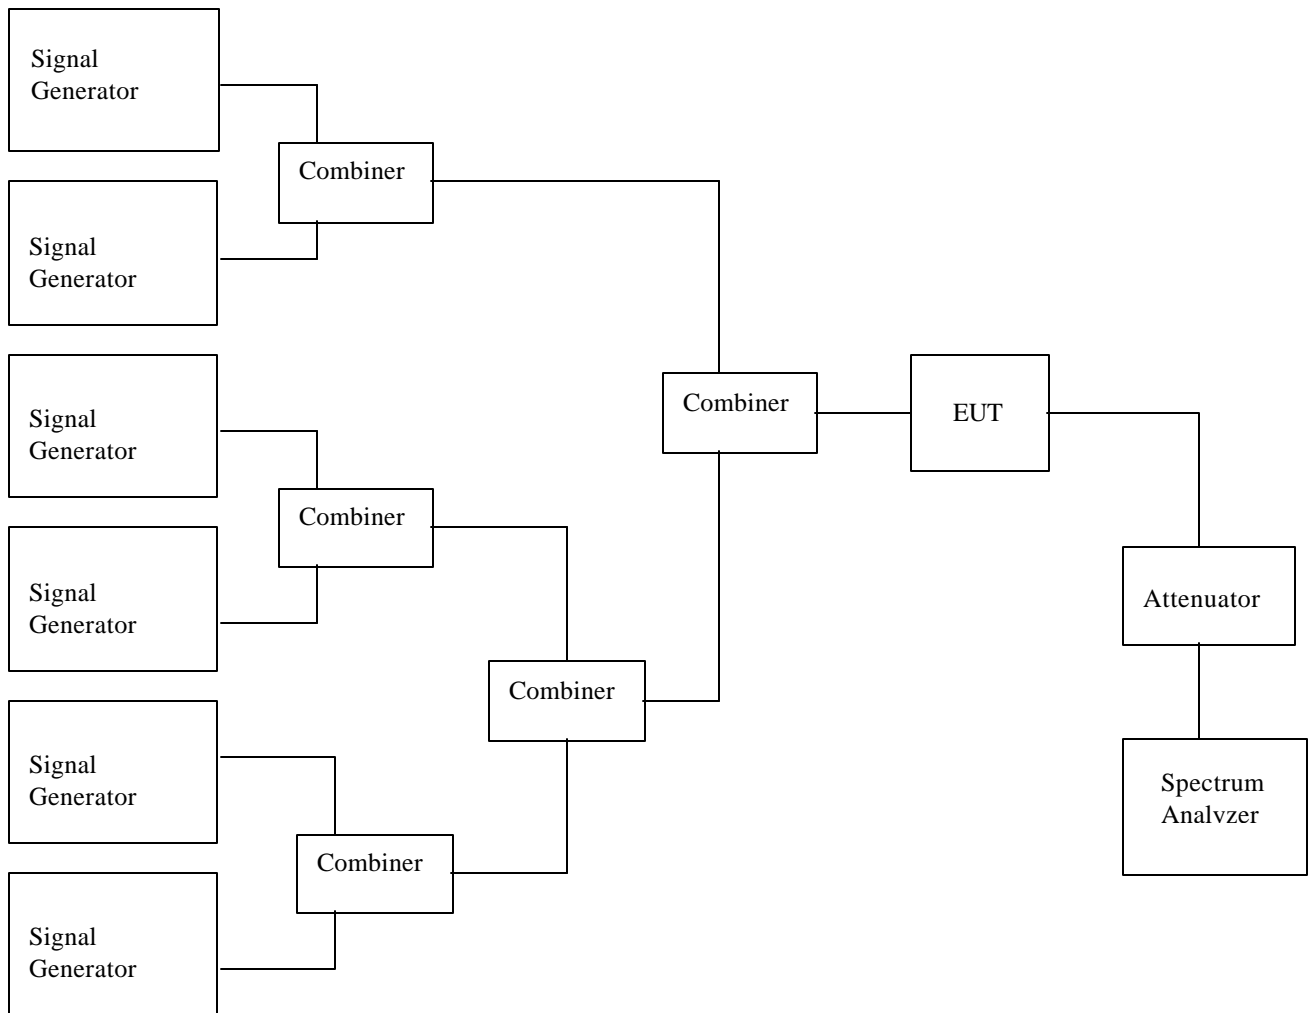 Signal
Generator
Combiner
Signal
Generator
Combiner
EUT
Signal
Generator
Combiner
Signal
Generator
Attenuator
Combiner
Signal
Generator
Spectrum
Analvzer
Combiner
Signal
Generator